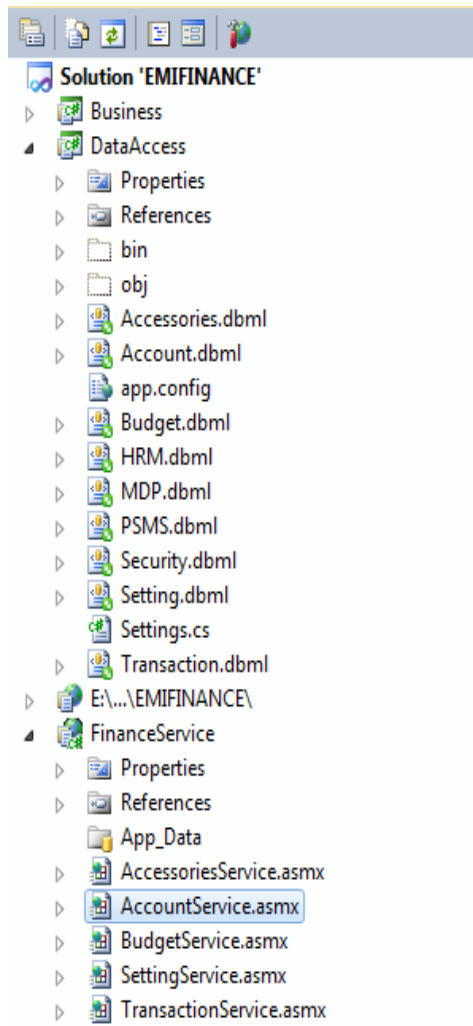 Solution 'EMIFINANCE'
Business
DataAccess
Properties
References
bin
obj
Accessories.dbml
Account.dbml
app.config
Budget.dbml
HRM.dbml
MDP.dbml
PSMS.dbml
Security.dbml
Setting.dbml
Settings.cs
Transaction.dbml
E:\...\EMIFINANCE\
FinanceService
Properties
References
App_Data
AccessoriesService.asmx
AccountService.asmx
BudgetService.asmx
SettingService.asmx
TransactionService.asmx